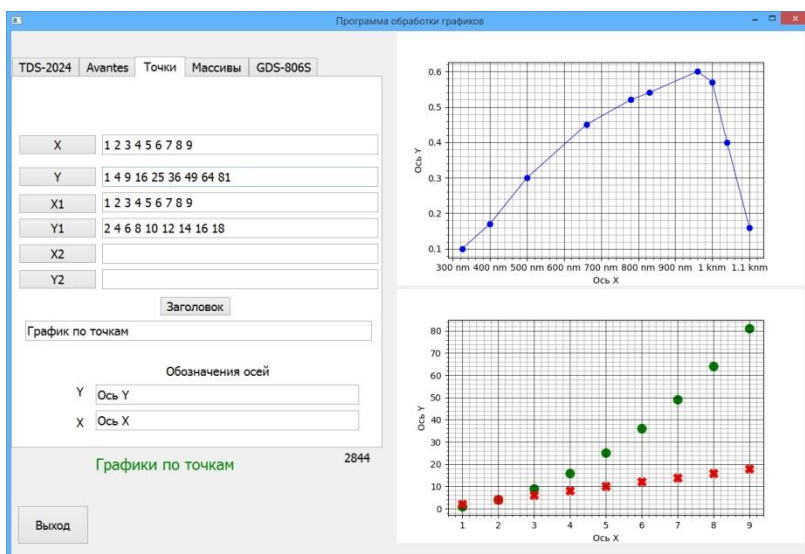 Программа обработки графиков
TDS-2024 Avantes Точки Массивы GDS-806S
X 1 2 3 4 5 6 7 8 9
Y 1 4 9 16 25 36 49 64 81
X1 1 2 3 4 5 6 7 8 9
Y1 2 4 6 8 10 12 14 16 18
X2
Y2
Заголовок
График по точкам
Обозначения осей
Y Ось Y
X Ось X
Графики по точкам 2844
Выход
0.6
0.5
0.4
0.3
0.2
0.1
Ось Y
300 nm 400 nm 500 nm 600 nm 700 nm 800 nm 900 nm 1 knm 1.1 knm
Ось X
80
70
60
50
40
30
20
10
0
Ось Y
1 2 3 4 5 6 7 8 9
Ось X